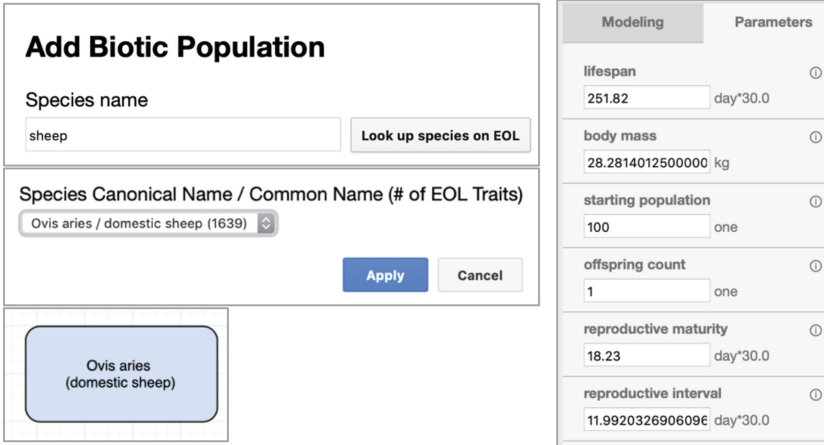 Add Biotic Population
Species name
sheep
Look up species on EOL
Species Canonical Name / Common Name (# of EOL Traits)
Ovis aries / domestic sheep (1639)
Apply Cancel
Ovis aries
(domestic sheep)
Modeling Parameters
lifespan
251.82 day*30.0
body mass
28.2814012500000 kg
starting population
100 one
offspring count
1 one
reproductive maturity
18.23 day*30.0
reproductive interval
11.9920326906096 day*30.0